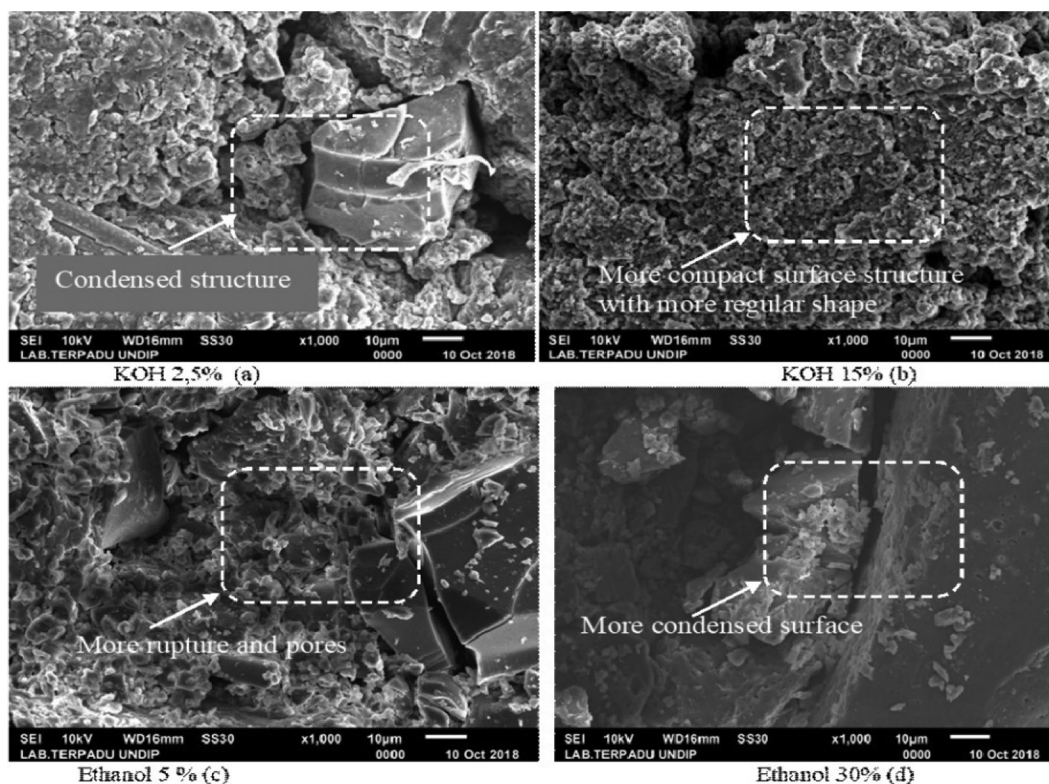 Condensed structure
SEI 10kV WD16mm SS30 x1,000 10µm
LAB.TERPADU UNDIP 0000 10 Oct 2018
KOH 2,5% (a)
More compact surface structure
with more regular shape
SEI 10kV WD16mm SS30 x1,000 10µm
LAB.TERPADU UNDIP 0000 10 Oct 2018
KOH 15% (b)
More rupture and pores
SEI 10kV WD16mm SS30 x1,000 10µm
LAB.TERPADU UNDIP 0000 10 Oct 2018
Ethanol 5 % (c)
More condensed surface
SEI 10kV WD16mm SS30 x1,000 10µm
LAB.TERPADU UNDIP 0000 10 Oct 2018
Ethanol 30% (d)